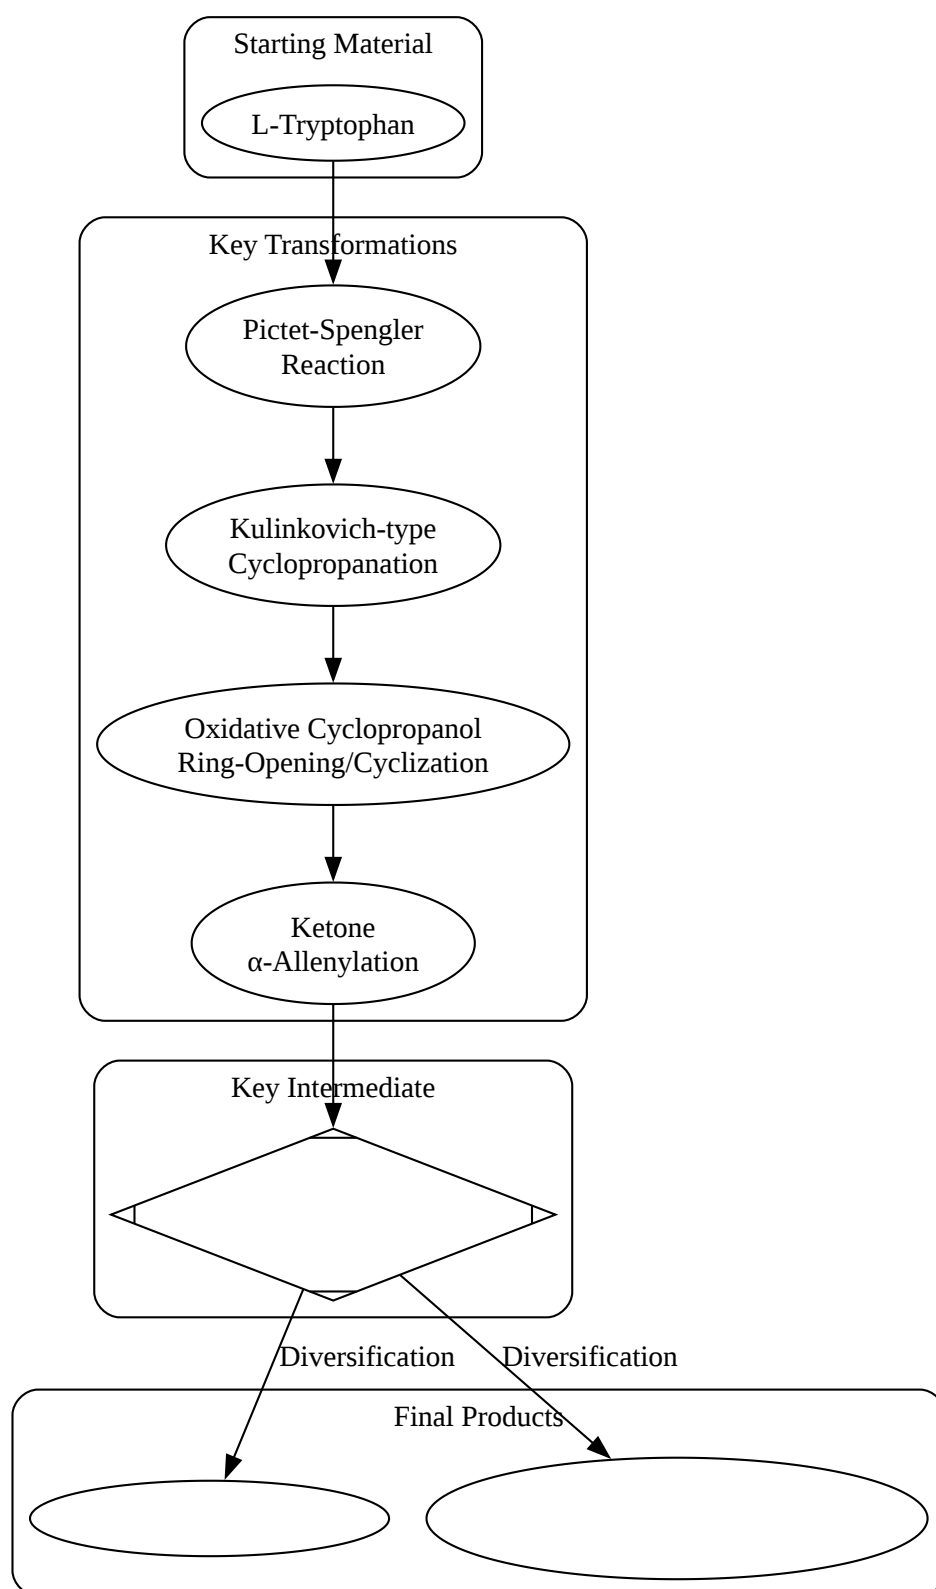 Starting Material
L-Tryptophan
Key Transformations
Pictet-Spengler
Reaction
Kulinkovich-type
Cyclopropanation
Oxidative Cyclopropanol
Ring-Opening/Cyclization
Ketone
α-Allenylation
Key Intermediate
Diversification
Diversification
Final Products